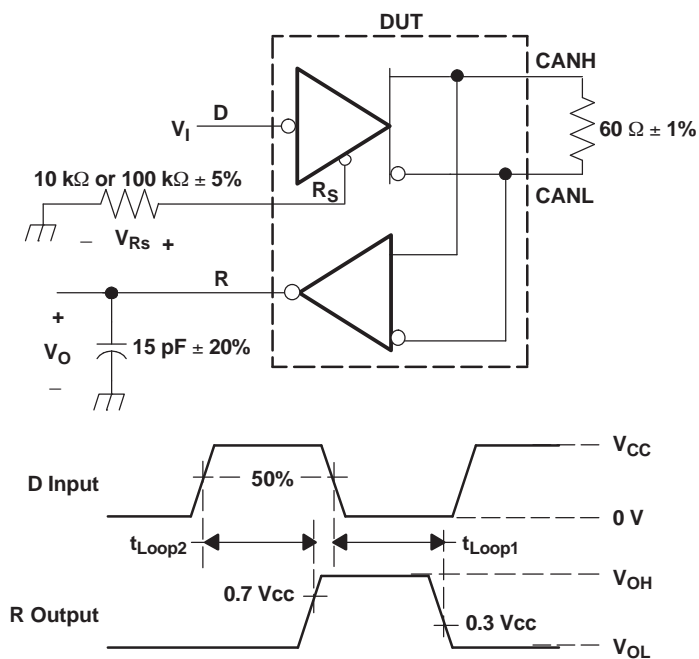 DUT
CANH
D
V_I
60 Ω ± 1%
10 kΩ or 100 kΩ ± 5%
R_S
CANL
_ V_Rs +
R
+
V_O
15 pF ± 20%
_
V_CC
D Input
50%
0 V
t_Loop2
t_Loop1
V_OH
0.7 Vcc
R Output
0.3 Vcc
V_OL